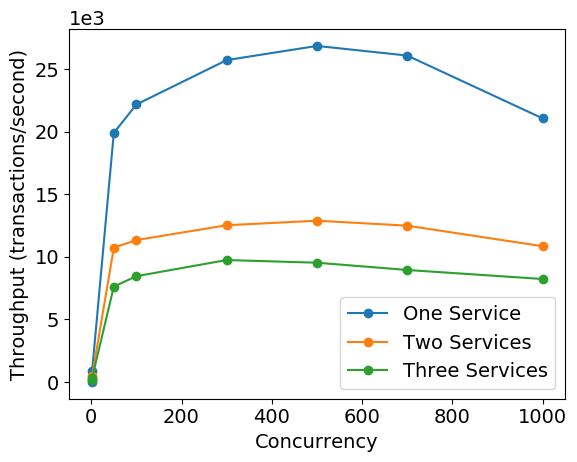 1e3
Throughput (transactions/second)
25
20
15
10
5
0
One Service
Two Services
Three Services
0 200 400 600 800 1000
Concurrency